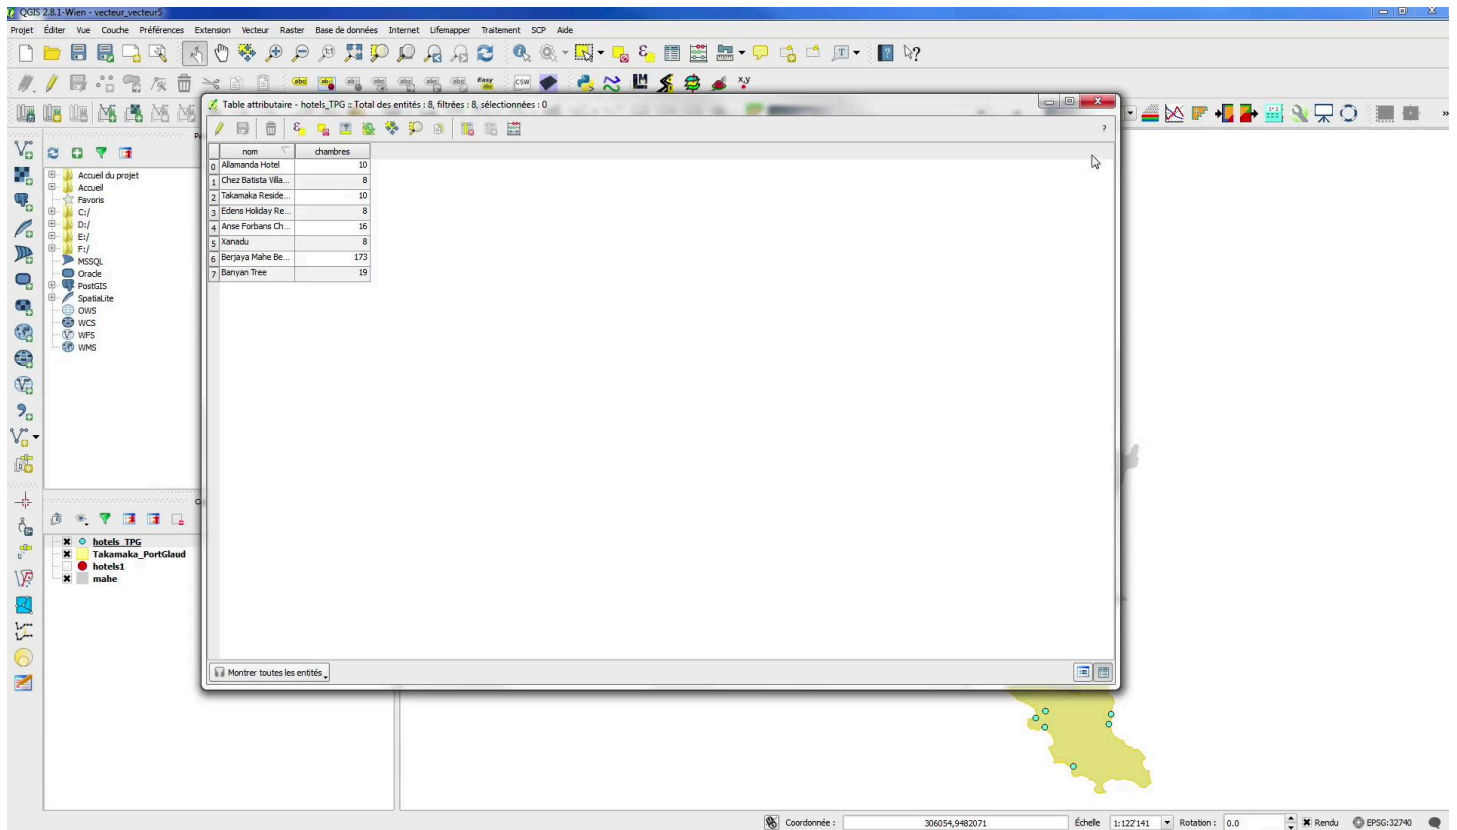 QGIS 2.8.1-Wien - vecteur_vecteur5
Projet Éditer Vue Couche Préférences Extension Vecteur Raster Base de données Internet Lifemapper Traitement SCP Aide
Table attributaire - hotels_TPG :: Total des entités : 8, filtrées : 8, sélectionnées : 0
?
nom chambres
0 Allamanda Hotel 10
1 Chez Batista Villa... 8
2 Takamaka Reside... 10
3 Edens Holiday Re... 8
4 Anse Forbans Ch... 16
5 Xanadu 8
6 Berjaya Mahe Be... 173
7 Banyan Tree 19
Montrer toutes les entités
Accueil du projet
Accueil
Favoris
C:/
D:/
E:/
F:/
MSSQL
Oracle
PostGIS
SpatiaLite
OWS
WCS
WFS
WMS
hotels_TPG
Takamaka_PortGlaud
hotels1
mahe
Coordonnée : 306054,9482071 Échelle 1:122'141 Rotation : 0.0 Rendu EPSG:32740